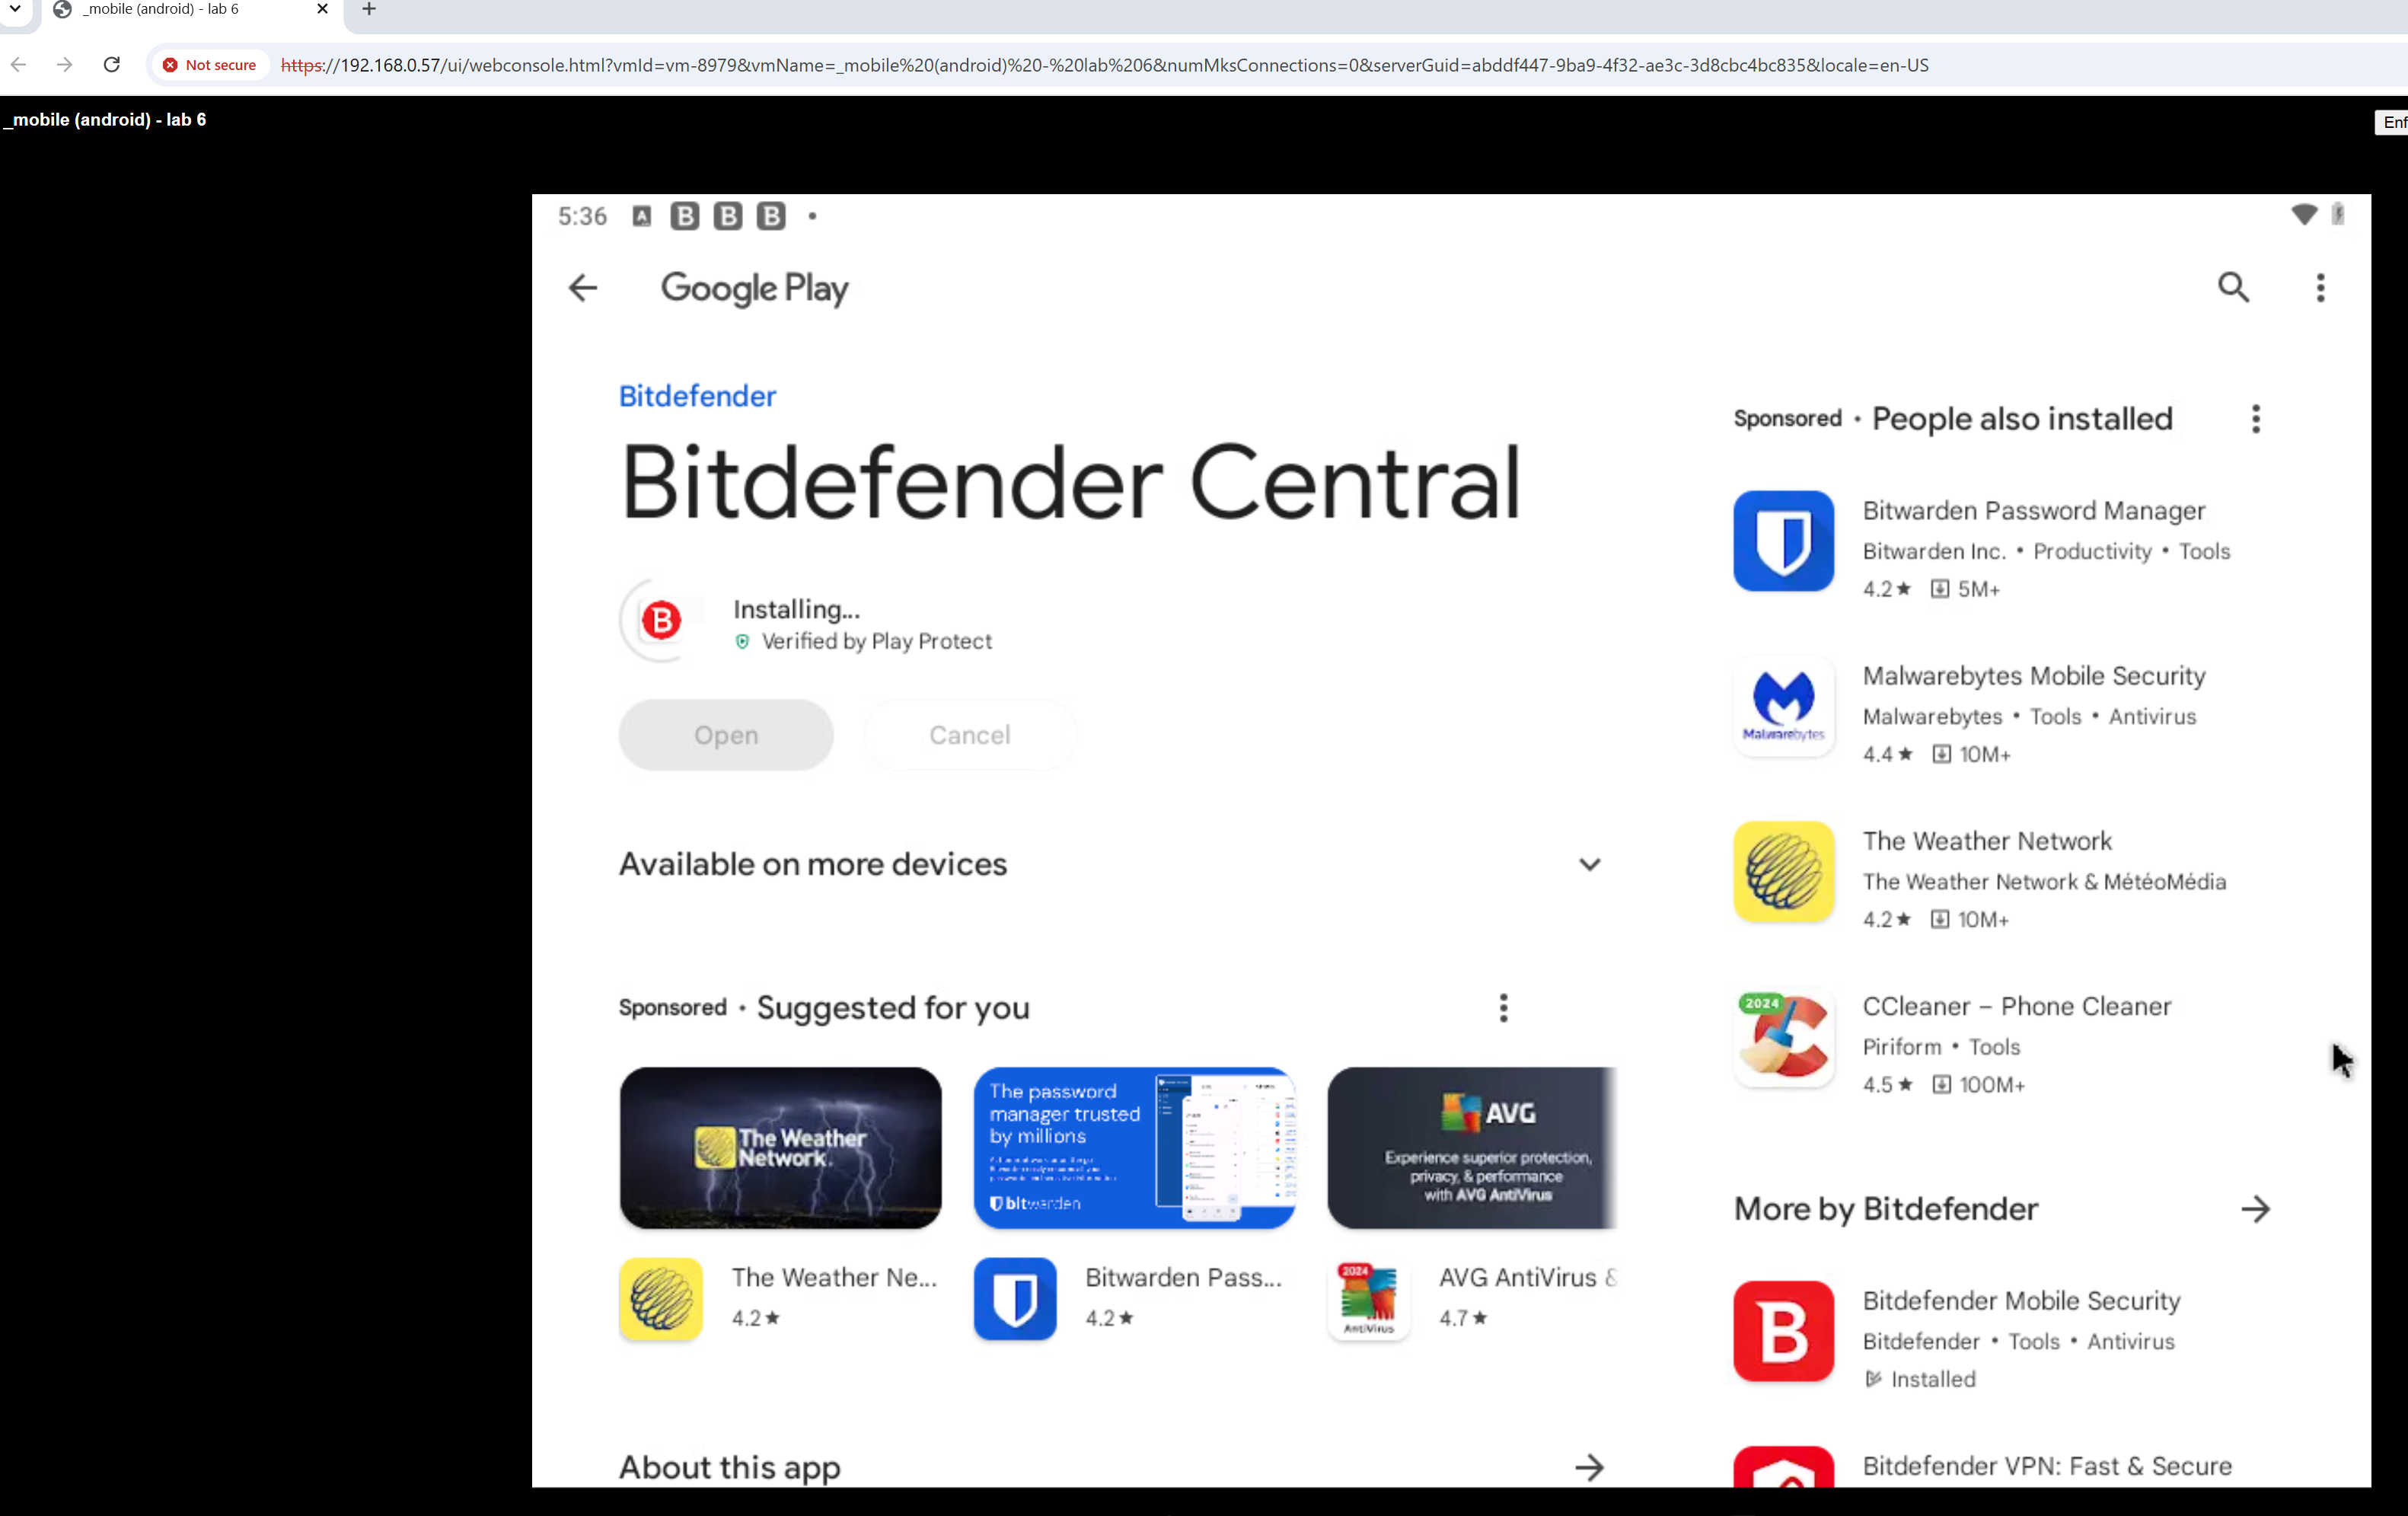 _mobile (android) - lab 6
Not secure
https://192.168.0.57/ui/webconsole.html?vmId=vm-8979&vmName=_mobile%20(android)%20-%20lab%206&numMksConnections=0&serverGuid=abddf447-9ba9-4f32-ae3c-3d8cbc4bc835&locale=en-US
_mobile (android) - lab 6
Enf
5:36 A B B B
Google Play
Bitdefender
Bitdefender Central
B
Installing...
Verified by Play Protect
Open
Cancel
Available on more devices
Sponsored • Suggested for you
The Weather
Network.
The password
manager trusted
by millions
bitwarden
AVG
Experience superior protection,
privacy, & performance
with AVG AntiVirus
The Weather Ne...
4.2★
Bitwarden Pass...
4.2★
2024
AntiVirus
AVG AntiVirus &
4.7★
About this app
Sponsored • People also installed
Bitwarden Password Manager
Bitwarden Inc. • Productivity • Tools
4.2★ 5M+
Malwarebytes
Malwarebytes Mobile Security
Malwarebytes • Tools • Antivirus
4.4★ 10M+
The Weather Network
The Weather Network & MétéoMédia
4.2★ 10M+
2024
CCleaner – Phone Cleaner
Piriform • Tools
4.5★ 100M+
More by Bitdefender
B
Bitdefender Mobile Security
Bitdefender • Tools • Antivirus
Installed
Bitdefender VPN: Fast & Secure